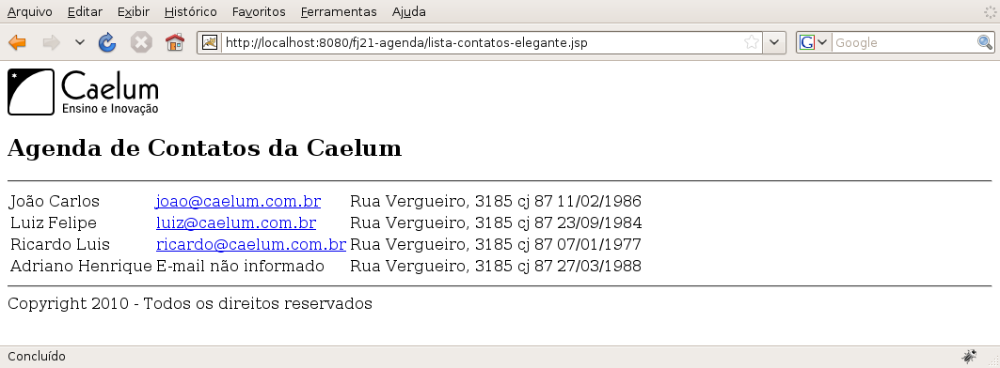 Arquivo Editar Exibir Histórico Favoritos Ferramentas Ajuda
http://localhost:8080/fj21-agenda/lista-contatos-elegante.jsp
G Google
Caelum
Ensino e Inovação
Agenda de Contatos da Caelum
João Carlos joao@caelum.com.br Rua Vergueiro, 3185 cj 87 11/02/1986
Luiz Felipe luiz@caelum.com.br Rua Vergueiro, 3185 cj 87 23/09/1984
Ricardo Luis ricardo@caelum.com.br Rua Vergueiro, 3185 cj 87 07/01/1977
Adriano Henrique E-mail não informado Rua Vergueiro, 3185 cj 87 27/03/1988
Copyright 2010 - Todos os direitos reservados
Concluído